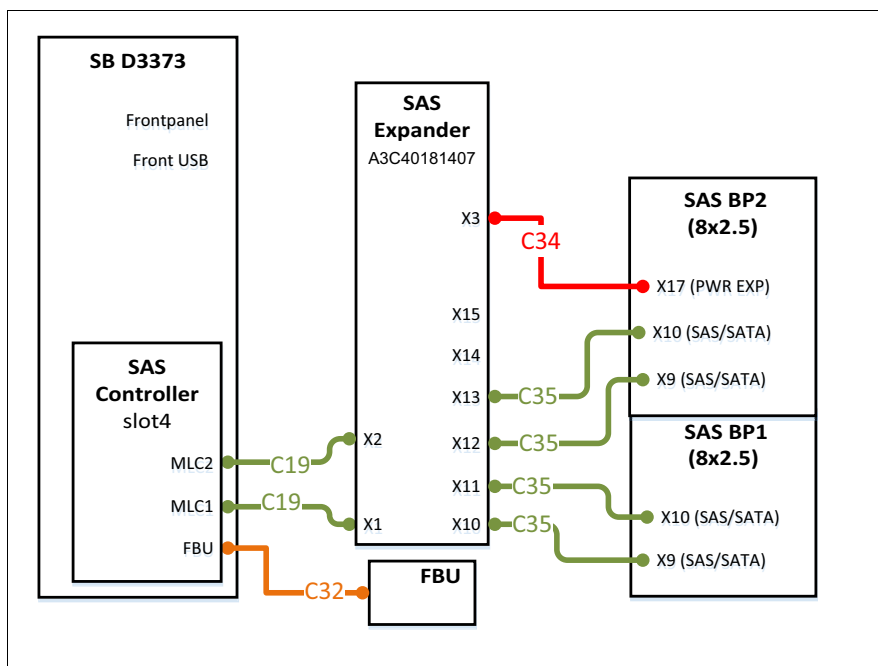 SB D3373
Frontpanel
Front USB
SAS
Controller
slot4
MLC2
MLC1
FBU
C19
C19
C32
SAS
Expander
A3C40181407
X3
X15
X14
X13
X12
X11
X10
X2
X1
FBU
C34
C35
C35
C35
C35
SAS BP2
(8x2.5)
X17 (PWR EXP)
X10 (SAS/SATA)
X9 (SAS/SATA)
SAS BP1
(8x2.5)
X10 (SAS/SATA)
X9 (SAS/SATA)